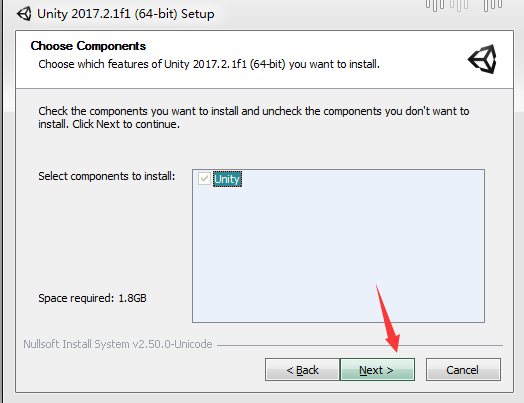 Unity 2017.2.1f1 (64-bit) Setup
Choose Components
Choose which features of Unity 2017.2.1f1 (64-bit) you want to install.
Check the components you want to install and uncheck the components you don't want to
install. Click Next to continue.
Select components to install:
Unity
Space required: 1.8GB
Nullsoft Install System v2.50.0-Unicode
< Back
Next >
Cancel